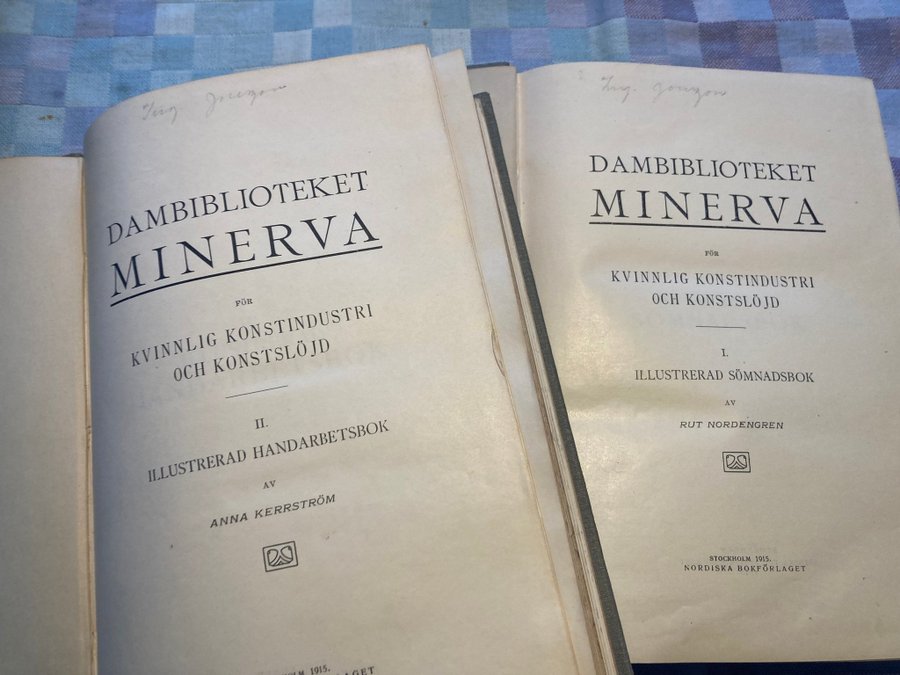 DAMBIBLIOTEKET
MINERVA
FÖR
KVINNLIG KONSTINDUSTRI
OCH KONSTSLÖJD
II.
ILLUSTRERAD HANDARBETSBOK
AV
ANNA KERRSTRÖM
1915.
DAMBIBLIOTEKET
MINERVA
FÖR
KVINNLIG KONSTINDUSTRI
OCH KONSTSLÖJD
I.
ILLUSTRERAD SÖMNADSBOK
AV
RUT NORDENGREN
STOCKHOLM 1915.
NORDISKA BOKFÖRLAGET